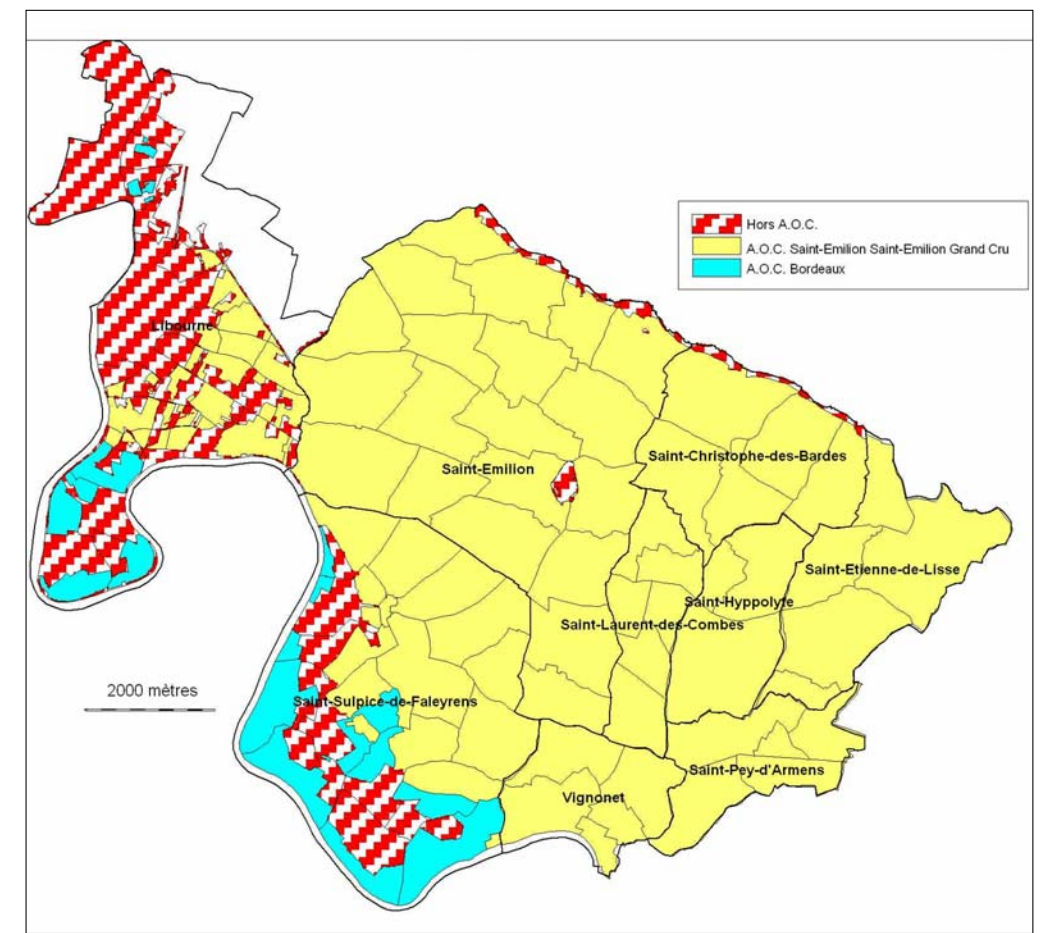 Hors A.O.C.
A.O.C. Saint-Emilion Saint-Emilion Grand Cru
A.O.C. Bordeaux
Libourne
Saint-Emilion
Saint-Christophe-des-Bardes
Saint-Etienne-de-Lisse
Saint-Hyppolyte
Saint-Laurent-des-Combes
2000 mètres
Saint-Sulpice-de-Faleyrens
Saint-Pey-d'Armens
Vignonet